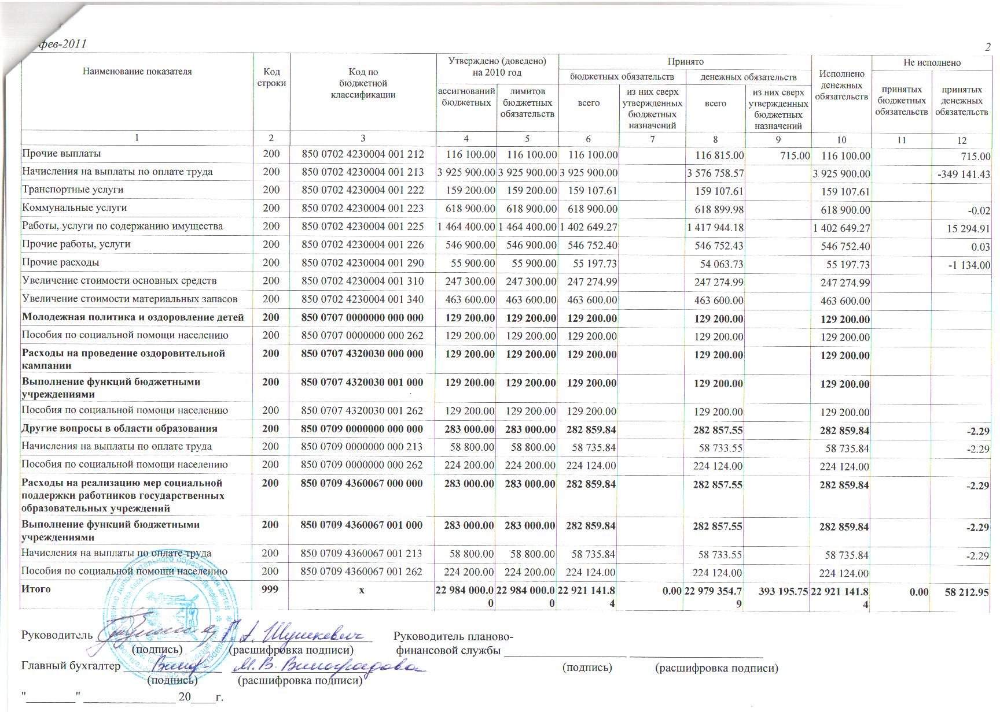 фев-2011
2
Наименование показателя
Код
строки
Код по
бюджетной
классификации
Утверждено (доведено)
на 2010 год
Принято
Исполнено
денежных
обязательств
Не исполнено
бюджетных обязательств
денежных обязательств
ассигнований
бюджетных
лимитов
бюджетных
обязательств
всего
из них сверх
утвержденных
бюджетных
назначений
всего
из них сверх
утвержденных
бюджетных
назначений
принятых
бюджетных
обязательств
принятых
денежных
обязательств
1 2 3 4 5 6 7 8 9 10 11 12
Прочие выплаты 200 850 0702 4230004 001 212 116 100.00 116 100.00 116 100.00 116 815.00 715.00 116 100.00 715.00
Начисления на выплаты по оплате труда 200 850 0702 4230004 001 213 3 925 900.00 3 925 900.00 3 925 900.00 3 576 758.57 3 925 900.00 -349 141.43
Транспортные услуги 200 850 0702 4230004 001 222 159 200.00 159 200.00 159 107.61 159 107.61 159 107.61
Коммунальные услуги 200 850 0702 4230004 001 223 618 900.00 618 900.00 618 900.00 618 899.98 618 900.00 -0.02
Работы, услуги по содержанию имущества 200 850 0702 4230004 001 225 1 464 400.00 1 464 400.00 1 402 649.27 1 417 944.18 1 402 649.27 15 294.91
Прочие работы, услуги 200 850 0702 4230004 001 226 546 900.00 546 900.00 546 752.40 546 752.43 546 752.40 0.03
Прочие расходы 200 850 0702 4230004 001 290 55 900.00 55 900.00 55 197.73 54 063.73 55 197.73 -1 134.00
Увеличение стоимости основных средств 200 850 0702 4230004 001 310 247 300.00 247 300.00 247 274.99 247 274.99 247 274.99
Увеличение стоимости материальных запасов 200 850 0702 4230004 001 340 463 600.00 463 600.00 463 600.00 463 600.00 463 600.00
Молодежная политика и оздоровление детей 200 850 0707 0000000 000 000 129 200.00 129 200.00 129 200.00 129 200.00 129 200.00
Пособия по социальной помощи населению 200 850 0707 0000000 000 262 129 200.00 129 200.00 129 200.00 129 200.00 129 200.00
Расходы на проведение оздоровительной 200 850 0707 4320030 000 000 129 200.00 129 200.00 129 200.00 129 200.00 129 200.00
кампании
Выполнение функций бюджетными 200 850 0707 4320030 001 000 129 200.00 129 200.00 129 200.00 129 200.00 129 200.00
учреждениями
Пособия по социальной помощи населению 200 850 0707 4320030 001 262 129 200.00 129 200.00 129 200.00 129 200.00 129 200.00
Другие вопросы в области образования 200 850 0709 0000000 000 000 283 000.00 283 000.00 282 859.84 282 857.55 282 859.84 -2.29
Начисления на выплаты по оплате труда 200 850 0709 0000000 000 213 58 800.00 58 800.00 58 735.84 58 733.55 58 735.84 -2.29
Пособия по социальной помощи населению 200 850 0709 0000000 000 262 224 200.00 224 200.00 224 124.00 224 124.00 224 124.00
Расходы на реализацию мер социальной 200 850 0709 4360067 000 000 283 000.00 283 000.00 282 859.84 282 857.55 282 859.84 -2.29
поддержки работников государственных
образовательных учреждений
Выполнение функций бюджетными 200 850 0709 4360067 001 000 283 000.00 283 000.00 282 859.84 282 857.55 282 859.84 -2.29
учреждениями
Начисления на выплаты по оплате труда 200 850 0709 4360067 001 213 58 800.00 58 800.00 58 735.84 58 733.55 58 735.84 -2.29
Пособия по социальной помощи населению 200 850 0709 4360067 001 262 224 200.00 224 200.00 224 124.00 224 124.00 224 124.00
Итого 999 х 22 984 000.0 22 984 000.0 22 921 141.8 0.00 22 979 354.7 393 195.75 22 921 141.8 0.00 58 212.95
0 0 4 9 4
Руководитель Г. А. Шушкевич Руководитель планово-
(подпись) (расшифровка подписи) финансовой службы
Главный бухгалтер М.В. Виноградова (подпись) (расшифровка подписи)
(подпись) (расшифровка подписи)
"________" ________________ 20____г.